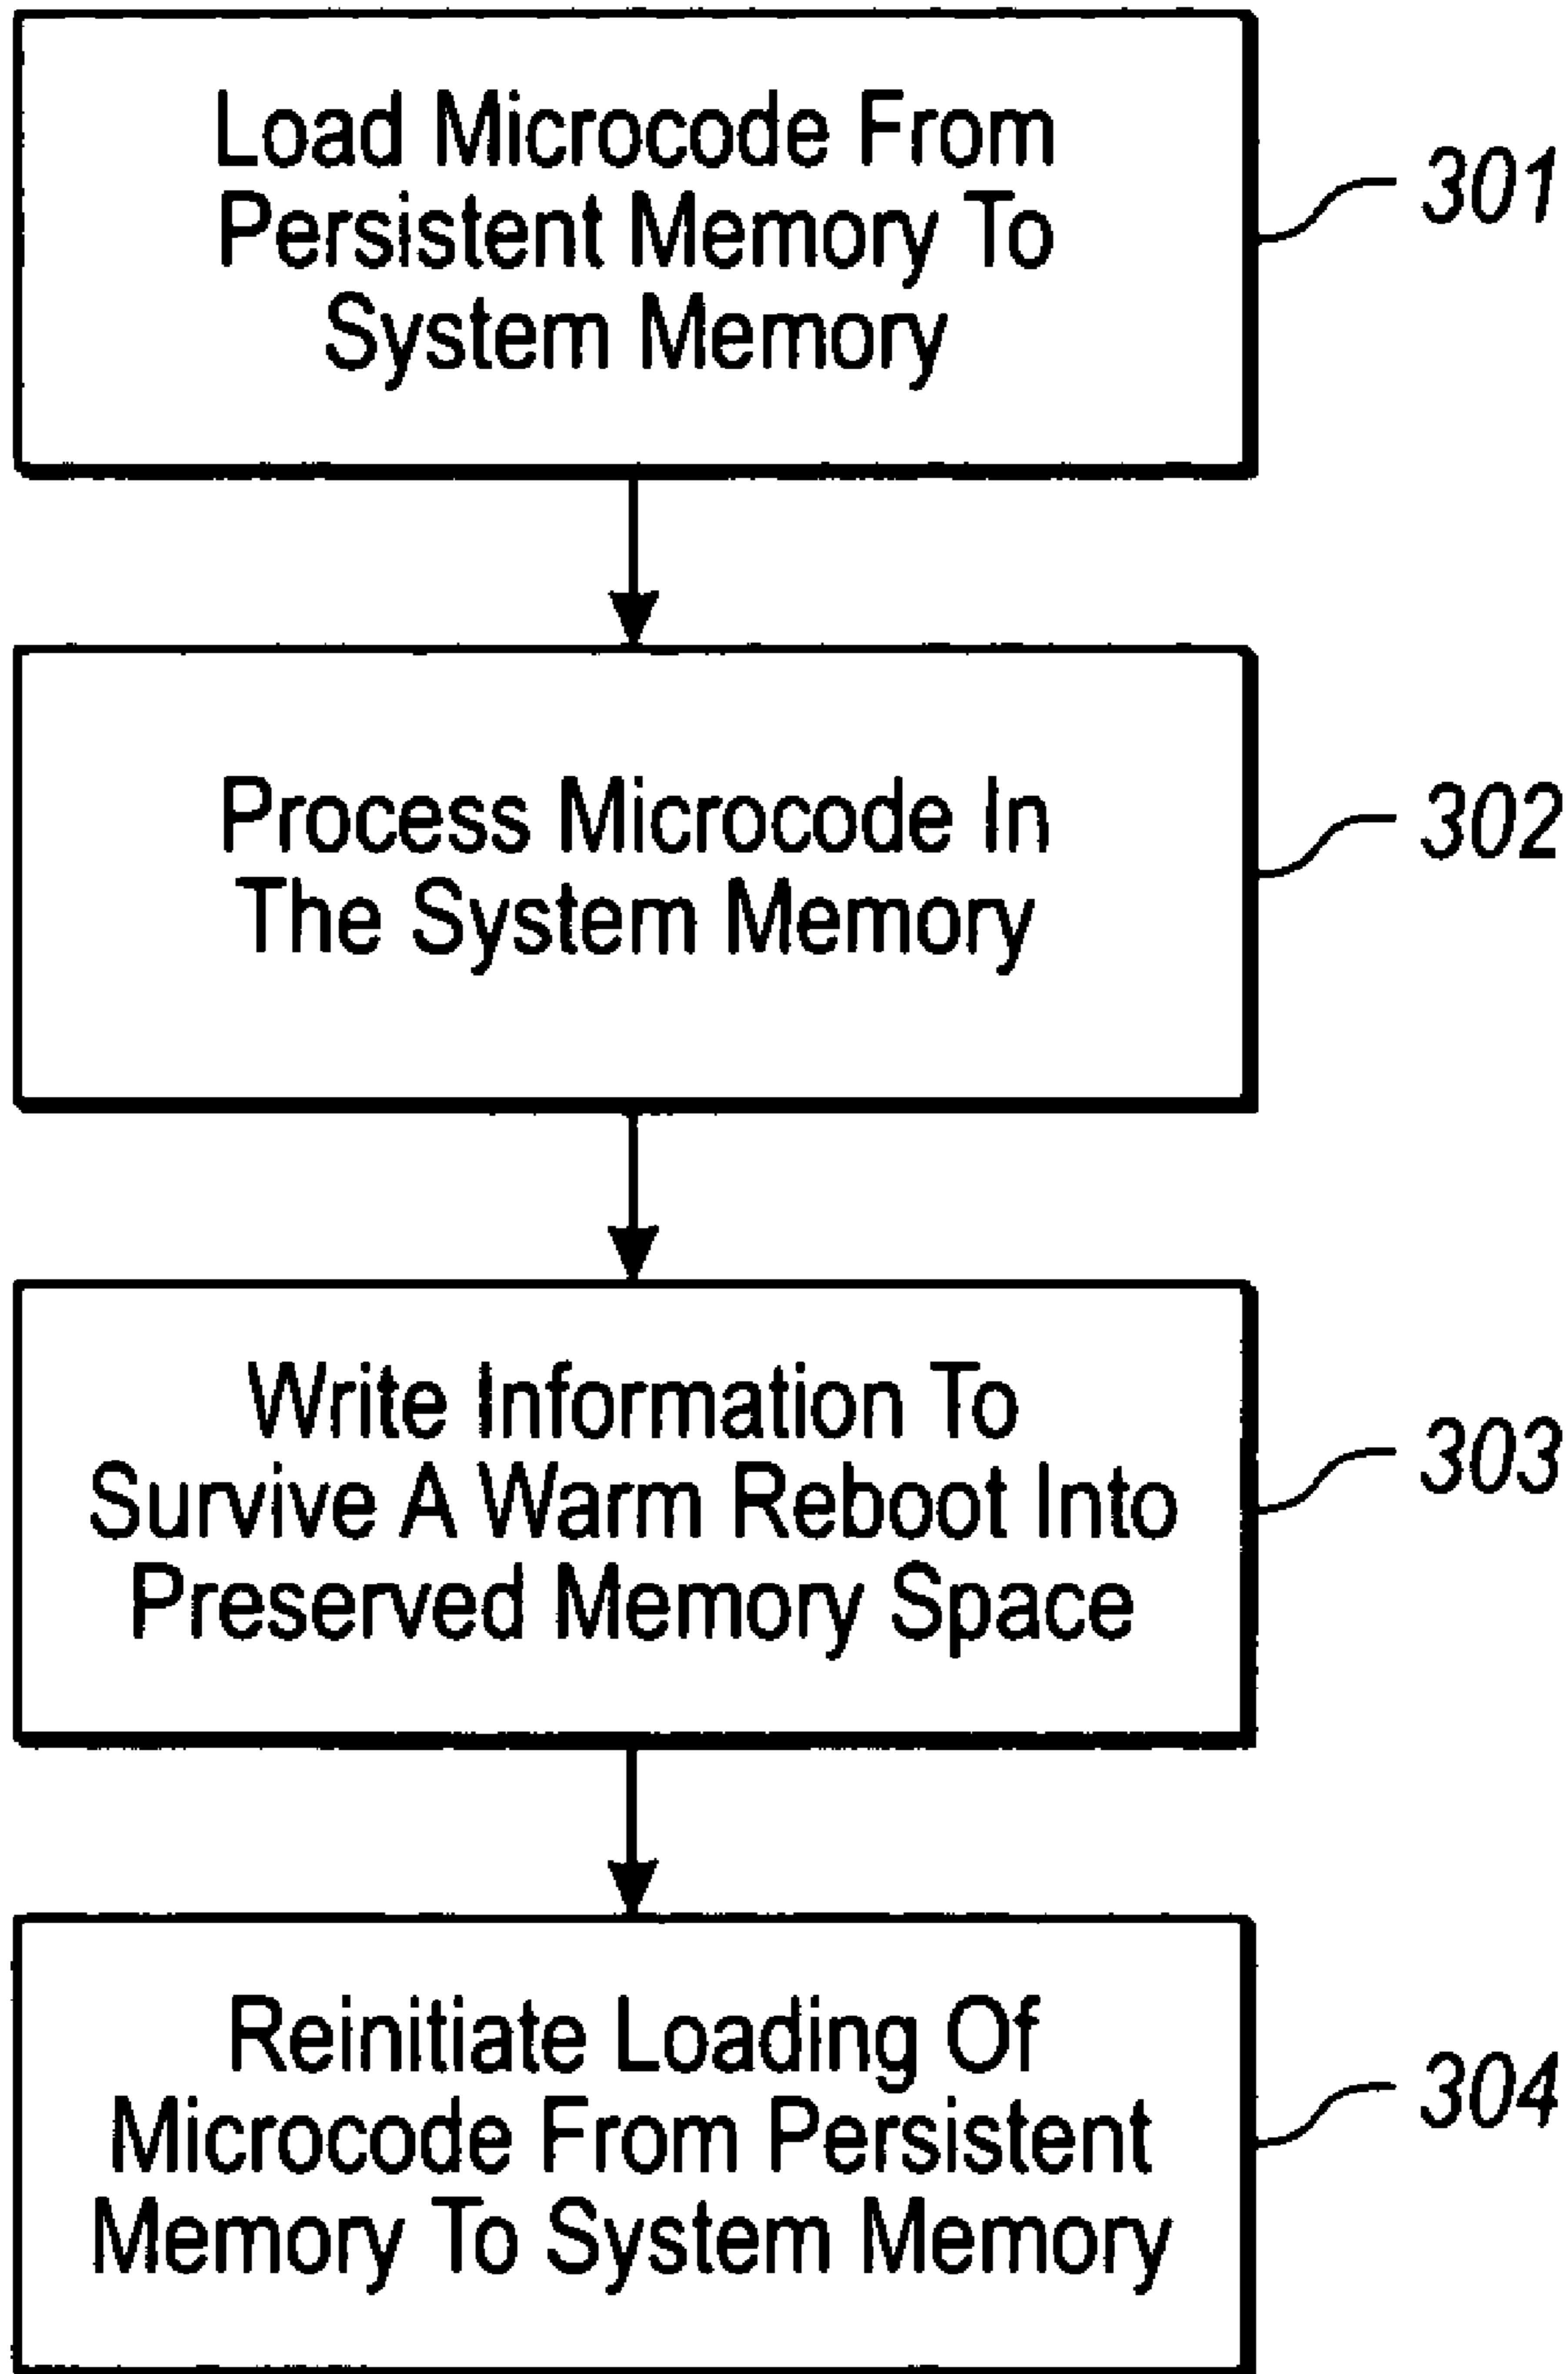 Load Microcode From
Persistent Memory To
System Memory
301
Process Microcode In
The System Memory
302
Write Information To
Survive A Warm Reboot Into
Preserved Memory Space
303
Reinitiate Loading Of
Microcode From Persistent
Memory To System Memory
304